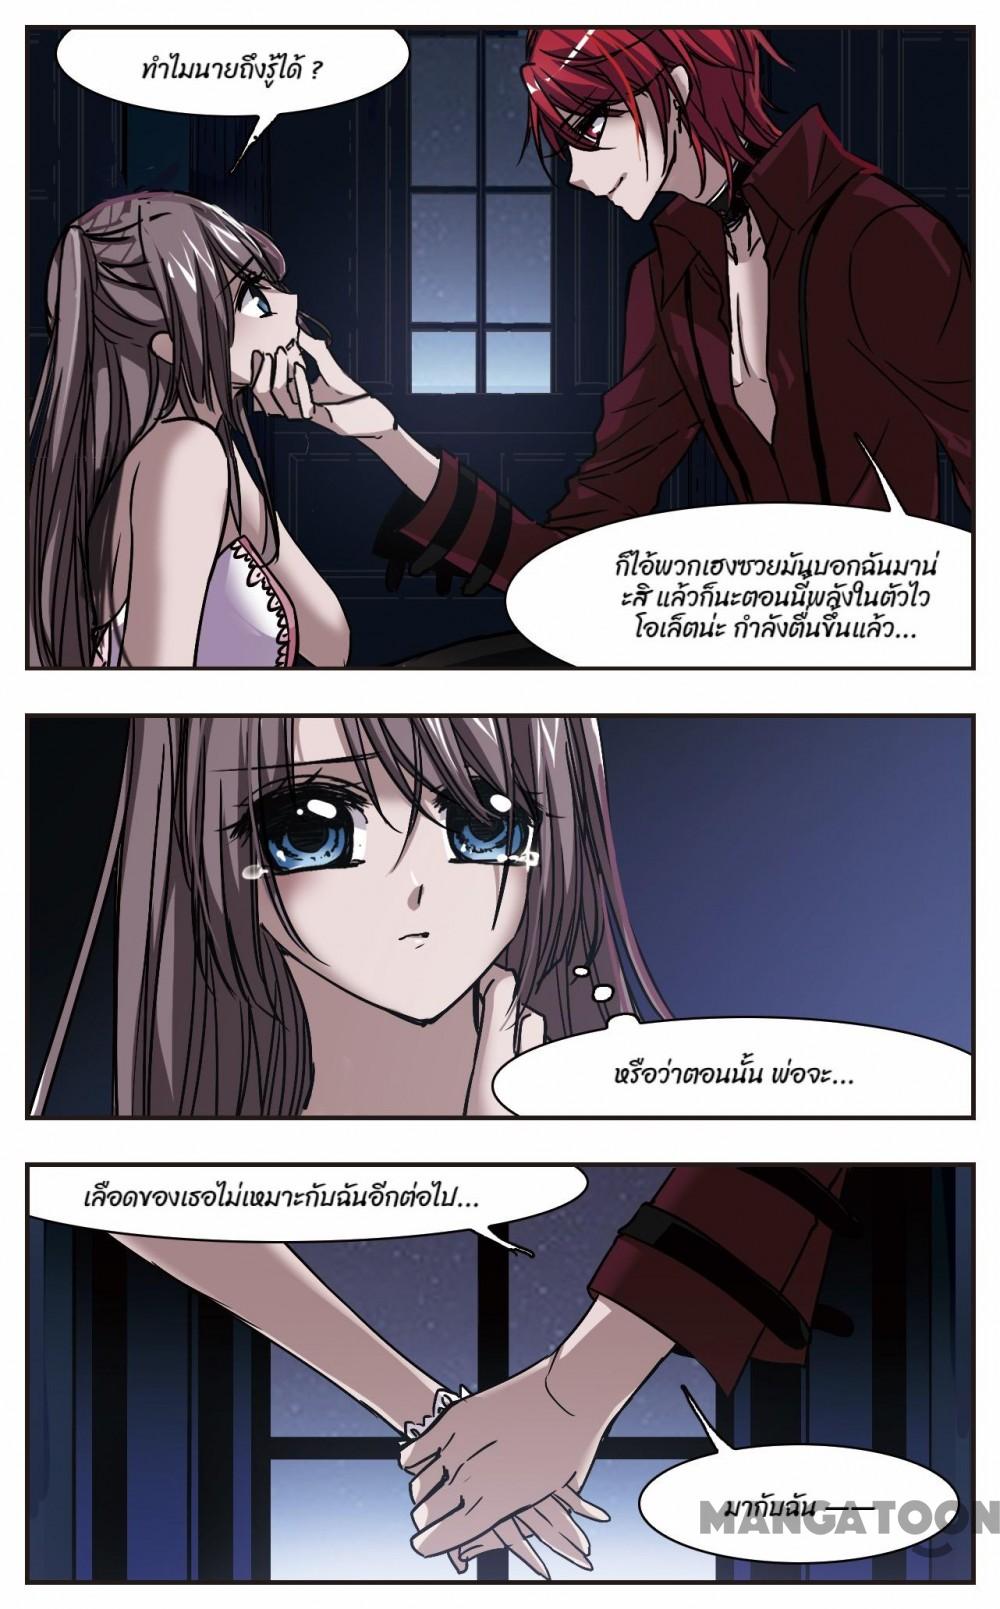 ทำไมนายถึงรู้ได้ ?
ก็ไอ้พวกเฮงซวยมันบอกฉันมาน่
ะสิ แล้วก็นะตอนนี้พลังในตัวไว
โอเล็ตน่ะ กำลังตื่นขึ้นแล้ว...
หรือว่าตอนนั้น พ่อจะ...
เลือดของเธอไม่เหมาะกับฉันอีกต่อไป...
มากับฉัน ——
MANGATOON